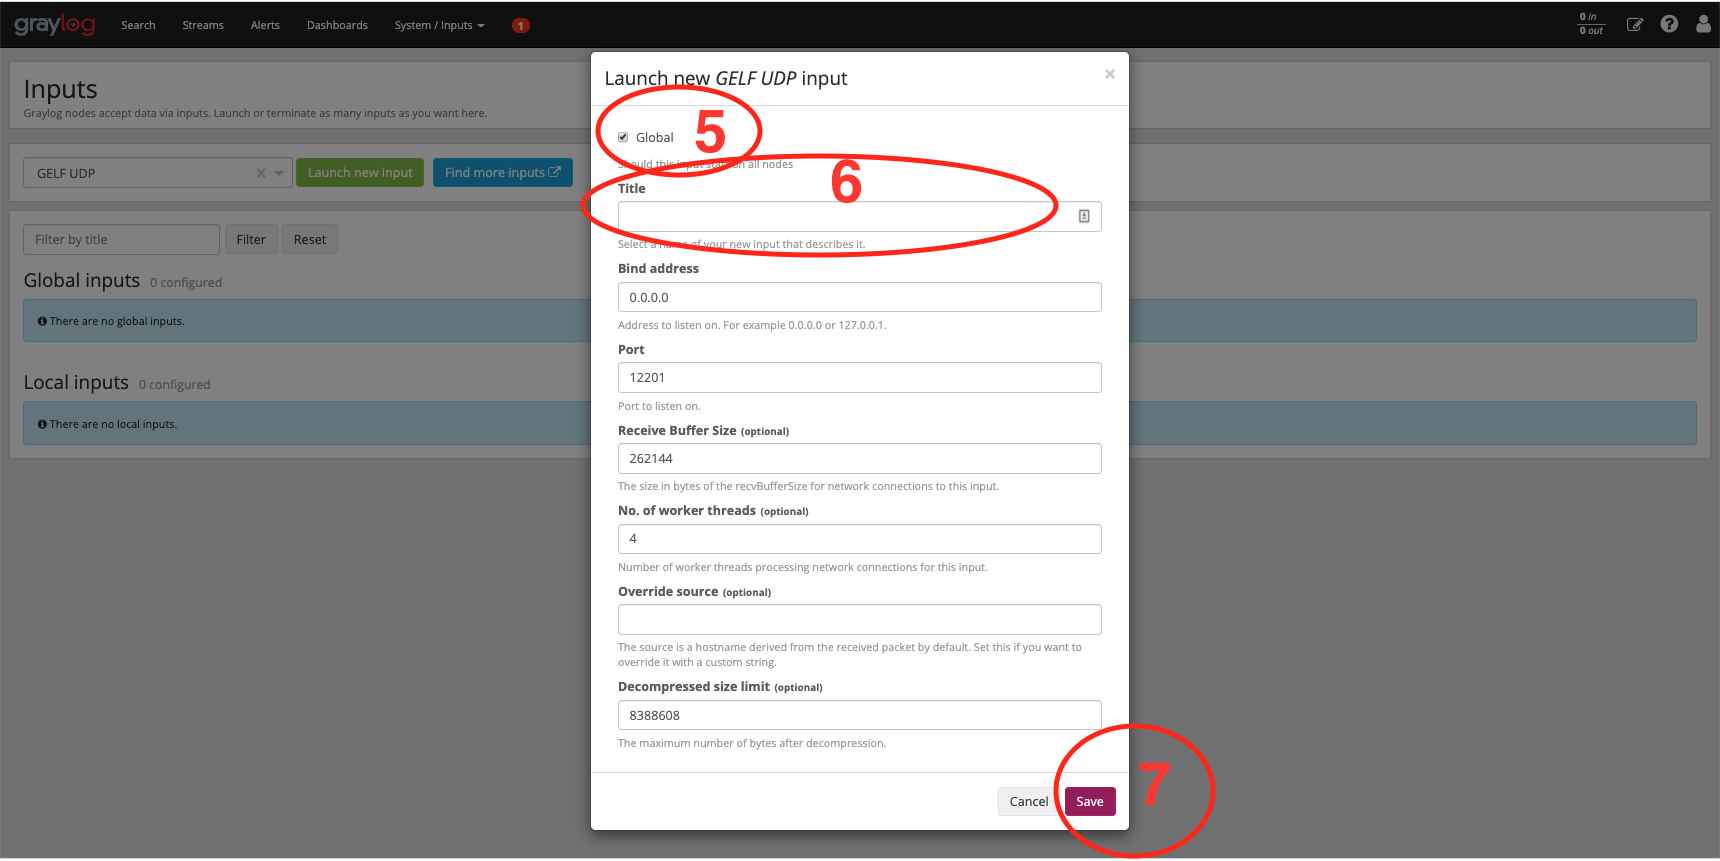 graylog Search Streams Alerts Dashboards System / Inputs 1 0 in
0 out
Inputs
Graylog nodes accept data via inputs. Launch or terminate as many inputs as you want here.
GELF UDP Launch new input Find more inputs
Filter by title Filter Reset
Global inputs 0 configured
There are no global inputs.
Local inputs 0 configured
There are no local inputs.
Launch new GELF UDP input ×
Global 5
Should this input start on all nodes
6
Title
Select a name of your new input that describes it.
Bind address
0.0.0.0
Address to listen on. For example 0.0.0.0 or 127.0.0.1.
Port
12201
Port to listen on.
Receive Buffer Size (optional)
262144
The size in bytes of the recvBufferSize for network connections to this input.
No. of worker threads (optional)
4
Number of worker threads processing network connections for this input.
Override source (optional)
The source is a hostname derived from the received packet by default. Set this if you want to
override it with a custom string.
Decompressed size limit (optional)
8388608
The maximum number of bytes after decompression.
Cancel Save 7